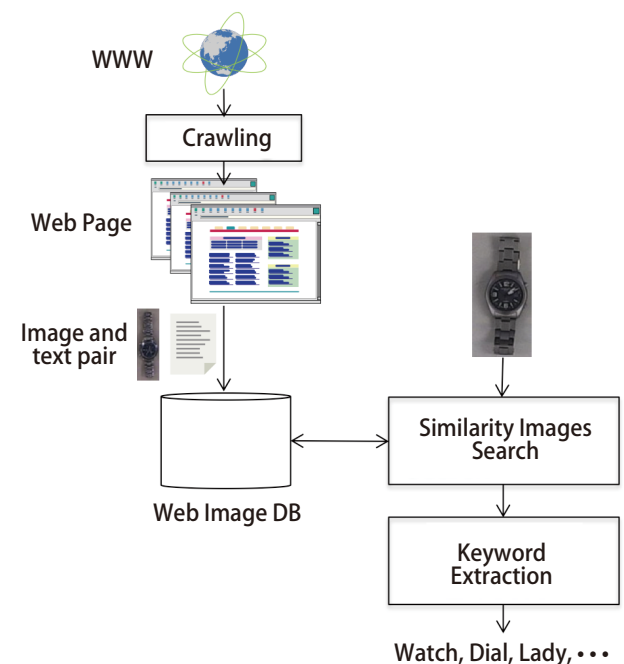 WWW
Crawling
Web Page
Image and
text pair
Web Image DB
Similarity Images
Search
Keyword
Extraction
Watch, Dial, Lady, • • •